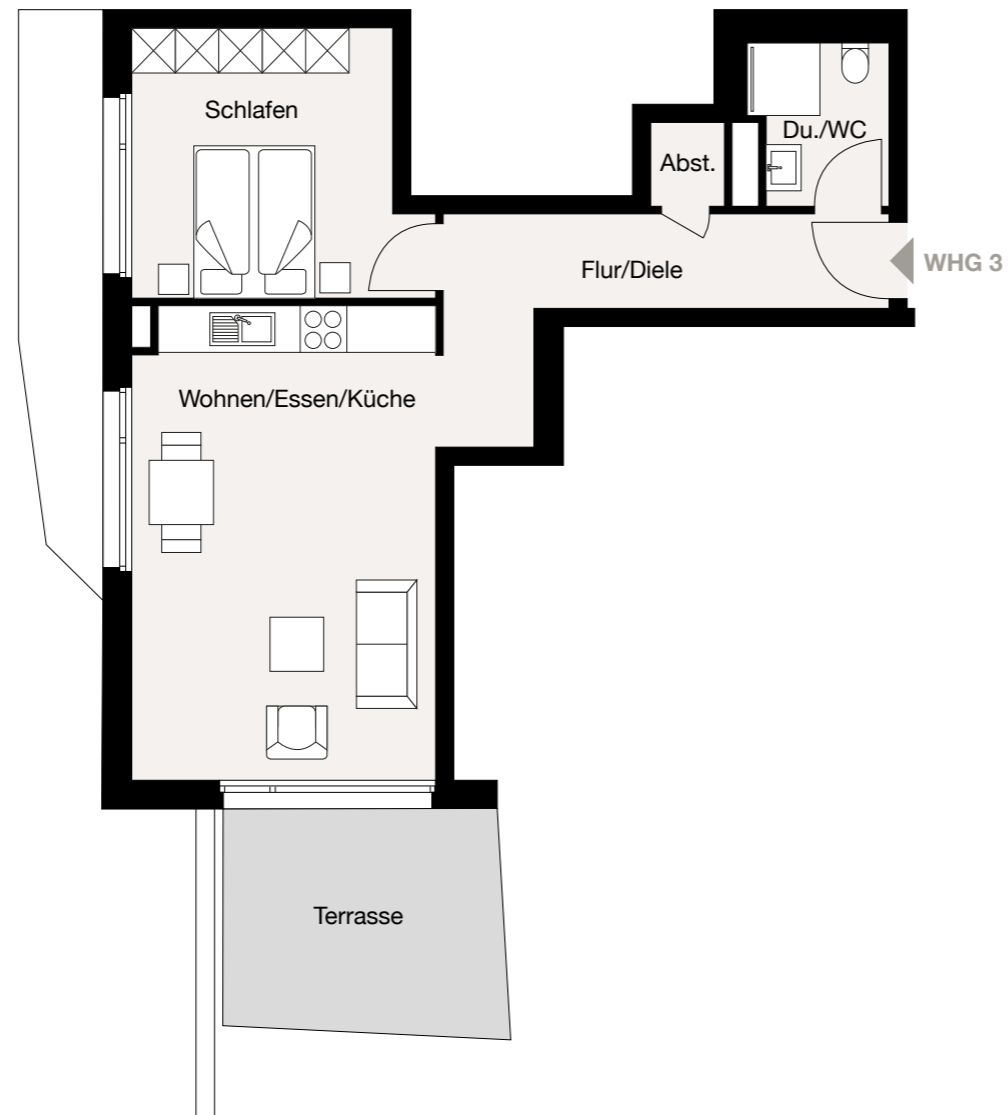 Schlafen
Du./WC
Abst.
Flur/Diele
WHG 3
Wohnen/Essen/Küche
Terrasse